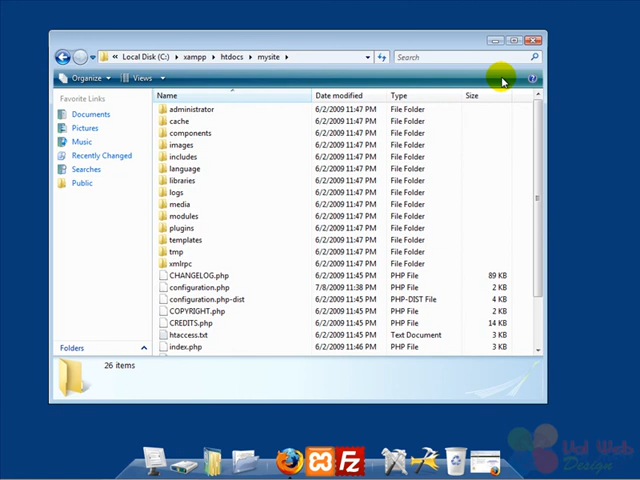 Local Disk (C:) xampp htdocs mysite Search
Organize Views
Favorite Links
Documents
Pictures
Music
Recently Changed
Searches
Public
Folders
Name Date modified Type Size
administrator 6/2/2009 11:47 PM File Folder
cache 6/2/2009 11:47 PM File Folder
components 6/2/2009 11:47 PM File Folder
images 6/2/2009 11:47 PM File Folder
includes 6/2/2009 11:47 PM File Folder
language 6/2/2009 11:47 PM File Folder
libraries 6/2/2009 11:47 PM File Folder
logs 6/2/2009 11:47 PM File Folder
media 6/2/2009 11:47 PM File Folder
modules 6/2/2009 11:47 PM File Folder
plugins 6/2/2009 11:47 PM File Folder
templates 6/2/2009 11:47 PM File Folder
tmp 6/2/2009 11:47 PM File Folder
xmlrpc 6/2/2009 11:47 PM File Folder
CHANGELOG.php 6/2/2009 11:45 PM PHP File 89 KB
configuration.php 7/8/2009 11:38 PM PHP File 2 KB
configuration.php-dist 6/2/2009 11:45 PM PHP-DIST File 4 KB
COPYRIGHT.php 6/2/2009 11:45 PM PHP File 2 KB
CREDITS.php 6/2/2009 11:45 PM PHP File 14 KB
htaccess.txt 6/2/2009 11:45 PM Text Document 3 KB
index.php 6/2/2009 11:46 PM PHP File 3 KB
26 items
Fz
Val Web
Design